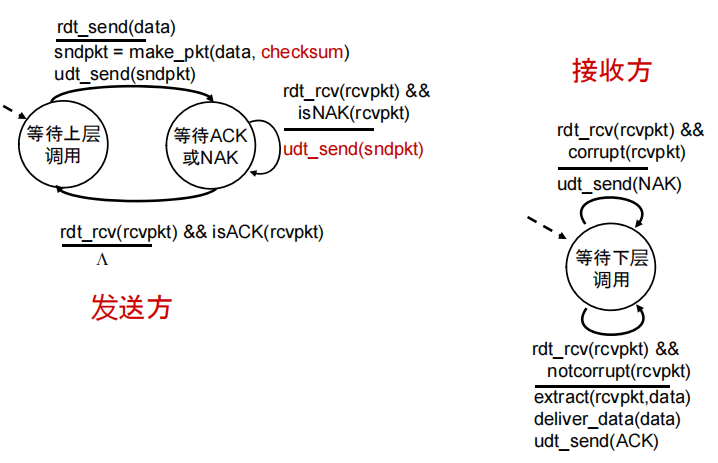 rdt_send(data)
sndpkt = make_pkt(data, checksum)
udt_send(sndpkt)
等待上层
调用
等待ACK
或NAK
rdt_rcv(rcvpkt) &&
isNAK(rcvpkt)
udt_send(sndpkt)
rdt_rcv(rcvpkt) && isACK(rcvpkt)
Λ
发送方
接收方
rdt_rcv(rcvpkt) &&
corrupt(rcvpkt)
udt_send(NAK)
等待下层
调用
rdt_rcv(rcvpkt) &&
notcorrupt(rcvpkt)
extract(rcvpkt,data)
deliver_data(data)
udt_send(ACK)